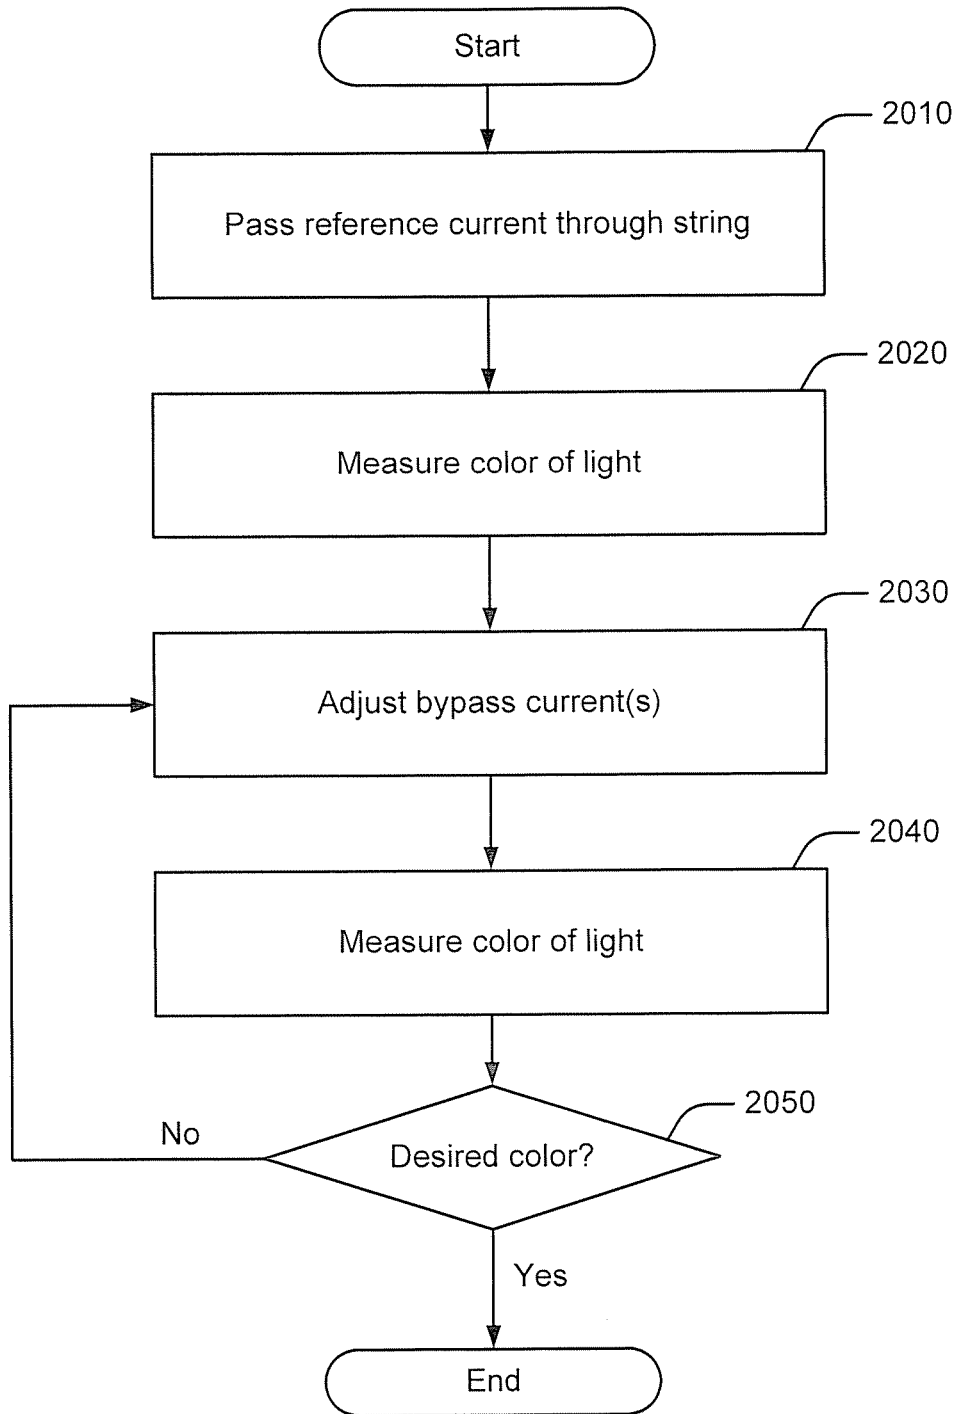 Start
2010
Pass reference current through string
2020
Measure color of light
2030
Adjust bypass current(s)
2040
Measure color of light
2050
Desired color?
No
Yes
End